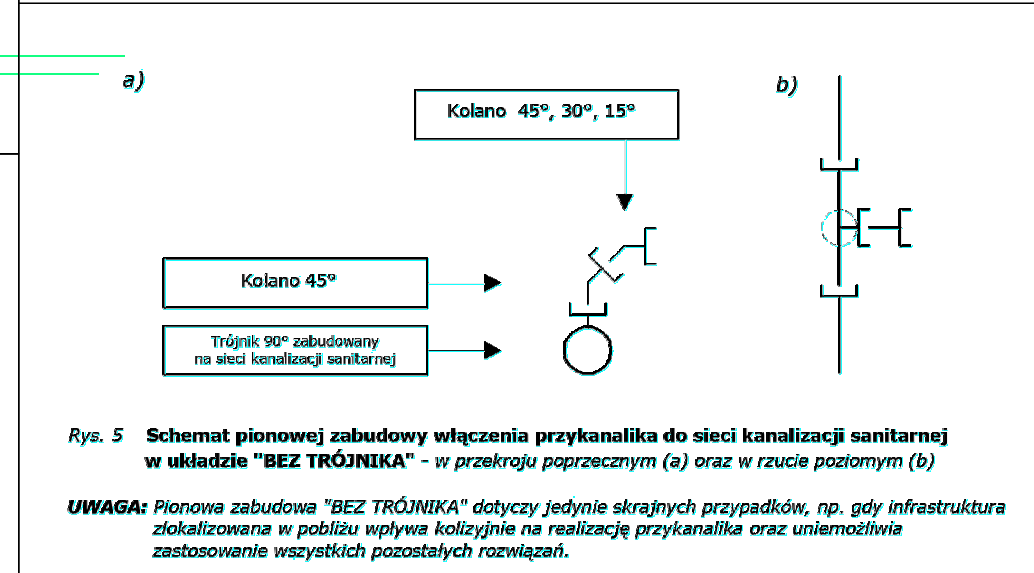 a)
b)
Kolano 45°, 30°, 15°
Kolano 45°
Trójnik 90° zabudowany
na sieci kanalizacji sanitarnej
Rys. 5 Schemat pionowej zabudowy włączenia przykanalika do sieci kanalizacji sanitarnej
w układzie "BEZ TRÓJNIKA" - w przekroju poprzecznym (a) oraz w rzucie poziomym (b)
UWAGA: Pionowa zabudowa "BEZ TRÓJNIKA" dotyczy jedynie skrajnych przypadków, np. gdy infrastruktura
zlokalizowana w pobliżu wpływa kolizyjnie na realizację przykanalika oraz uniemożliwia
zastosowanie wszystkich pozostałych rozwiązań.